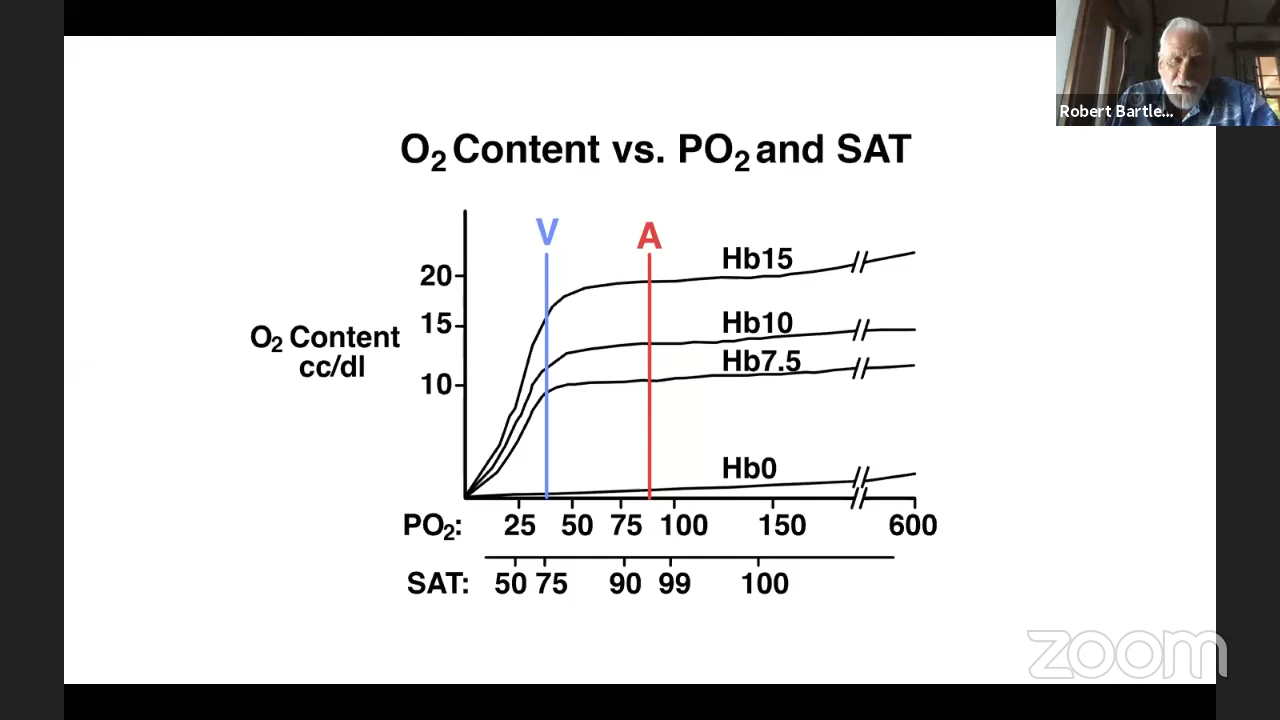 Robert Bartle...
O2 Content vs. PO2 and SAT
V
A
Hb15
20
Hb10
15
O2 Content
cc/dl
Hb7.5
10
Hb0
PO2: 25 50 75 100 150 600
SAT: 50 75 90 99 100
zoom